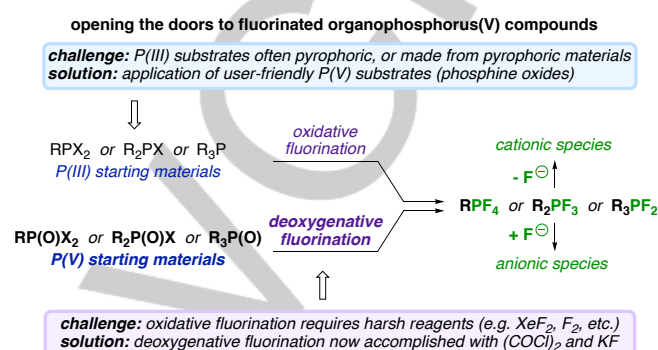 opening the doors to fluorinated organophosphorus(V) compounds
challenge: P(III) substrates often pyrophoric, or made from pyrophoric materials
solution: application of user-friendly P(V) substrates (phosphine oxides)
RPX₂ or R₂PX or R₃P
P(III) starting materials
oxidative
fluorination
cationic species
- F⊖
RPF₄ or R₂PF₃ or R₃PF₂
+ F⊖
anionic species
deoxygenative
fluorination
RP(O)X₂ or R₂P(O)X or R₃P(O)
P(V) starting materials
challenge: oxidative fluorination requires harsh reagents (e.g. XeF₂, F₂, etc.)
solution: deoxygenative fluorination now accomplished with (COCl)₂ and KF